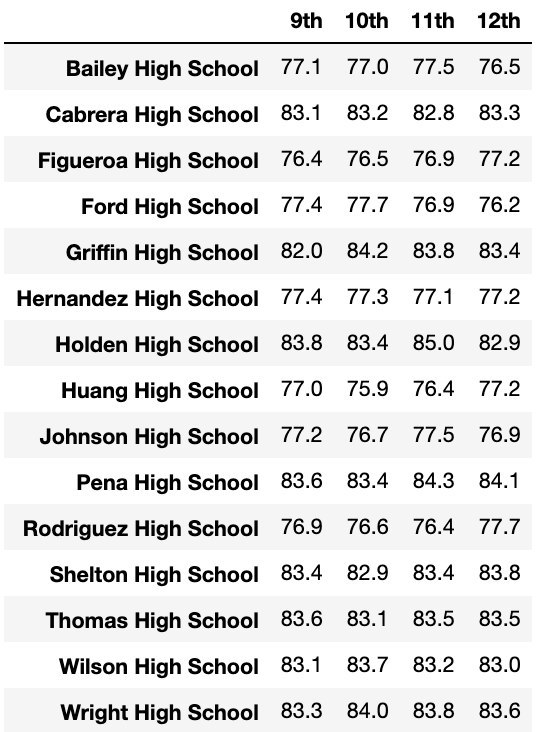 9th 10th 11th 12th
Bailey High School 77.1 77.0 77.5 76.5
Cabrera High School 83.1 83.2 82.8 83.3
Figueroa High School 76.4 76.5 76.9 77.2
Ford High School 77.4 77.7 76.9 76.2
Griffin High School 82.0 84.2 83.8 83.4
Hernandez High School 77.4 77.3 77.1 77.2
Holden High School 83.8 83.4 85.0 82.9
Huang High School 77.0 75.9 76.4 77.2
Johnson High School 77.2 76.7 77.5 76.9
Pena High School 83.6 83.4 84.3 84.1
Rodriguez High School 76.9 76.6 76.4 77.7
Shelton High School 83.4 82.9 83.4 83.8
Thomas High School 83.6 83.1 83.5 83.5
Wilson High School 83.1 83.7 83.2 83.0
Wright High School 83.3 84.0 83.8 83.6